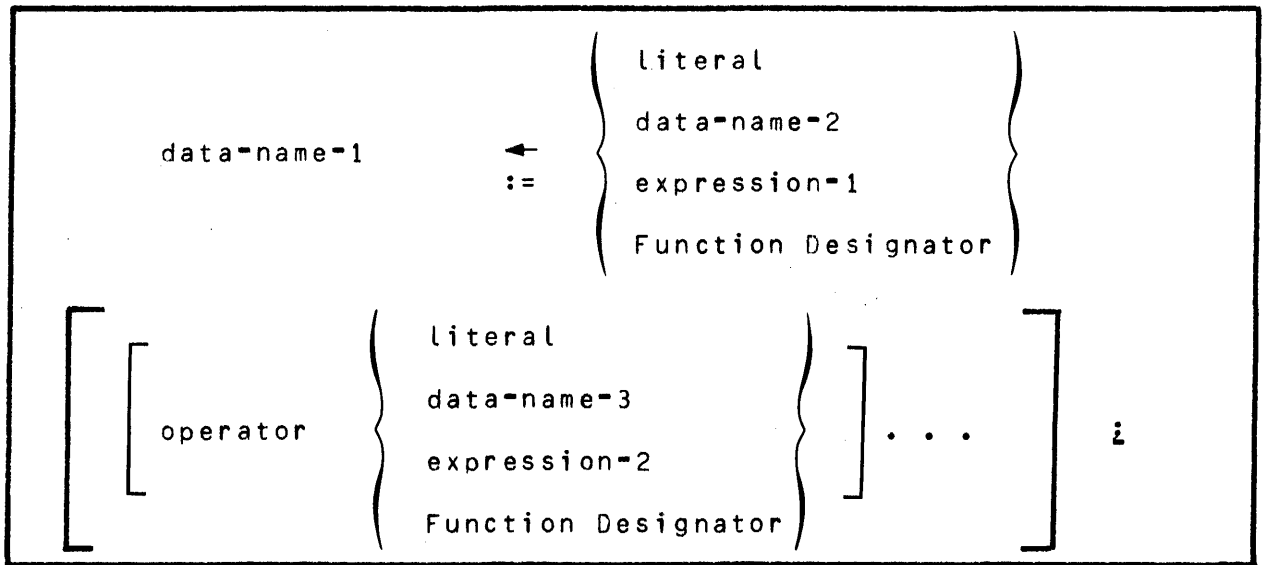 literal
data-name-2
data-name-1 ←
:= expression-1
Function Designator
literal
data-name-3
operator . . . ;
expression-2
Function Designator